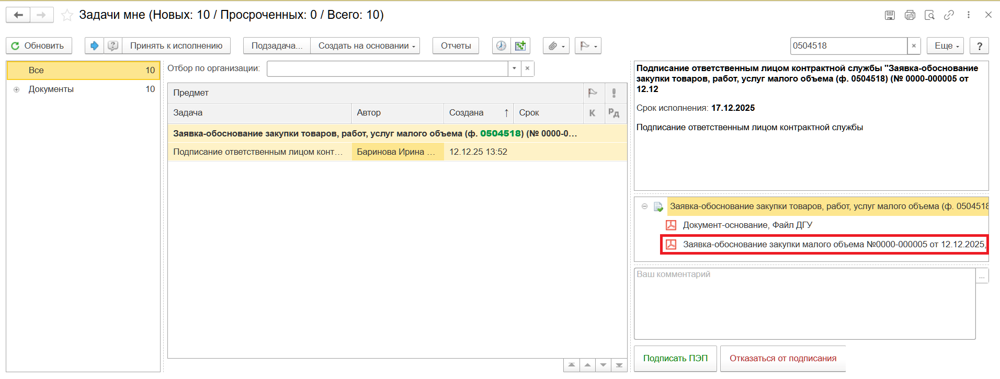 Задачи мне (Новых: 10 / Просроченных: 0 / Всего: 10)
Обновить
Принять к исполнению
Подзадача...
Создать на основании
Отчеты
0504518
×
Еще
?
Все 10
Документы 10
Отбор по организации:
×
Предмет
Задача Автор Создана ↑ Срок К Рд
Заявка-обоснование закупки товаров, работ, услуг малого объема (ф. 0504518) (№ 0000-0...
Подписание ответственным лицом конт... Баринова Ирина ... 12.12.25 13:52
Подписание ответственным лицом контрактной службы "Заявка-обоснование
закупки товаров, работ, услуг малого объема (ф. 0504518) (№ 0000-000005 от
12.12
Срок исполнения: 17.12.2025
Подписание ответственным лицом контрактной службы
Заявка-обоснование закупки товаров, работ, услуг малого объема (ф. 0504518
Документ-основание, Файл ДГУ
Заявка-обоснование закупки малого объема №0000-000005 от 12.12.2025,
Ваш комментарий
...
Подписать ПЭП
Отказаться от подписания